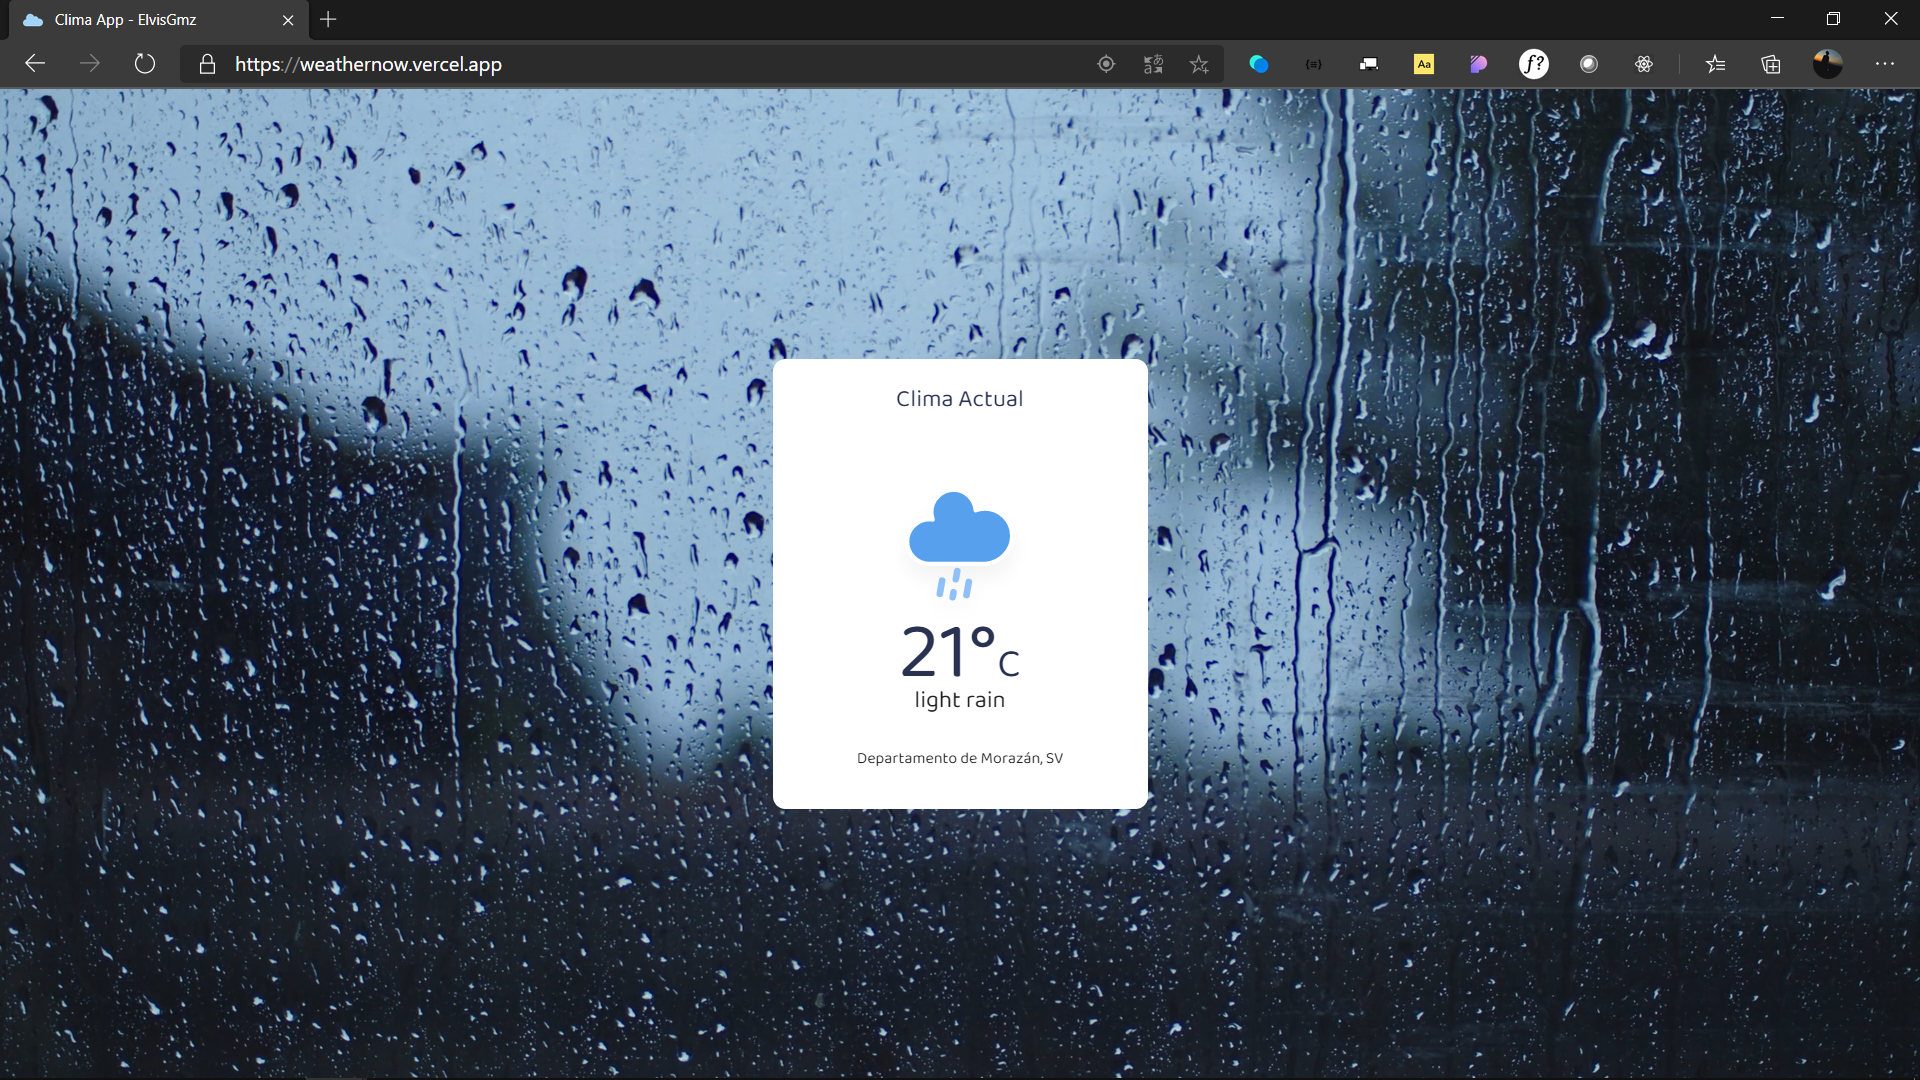 Clima App - ElvisGmz
https://weathernow.vercel.app
Aa
f?
Clima Actual
21°C
light rain
Departamento de Morazán, SV